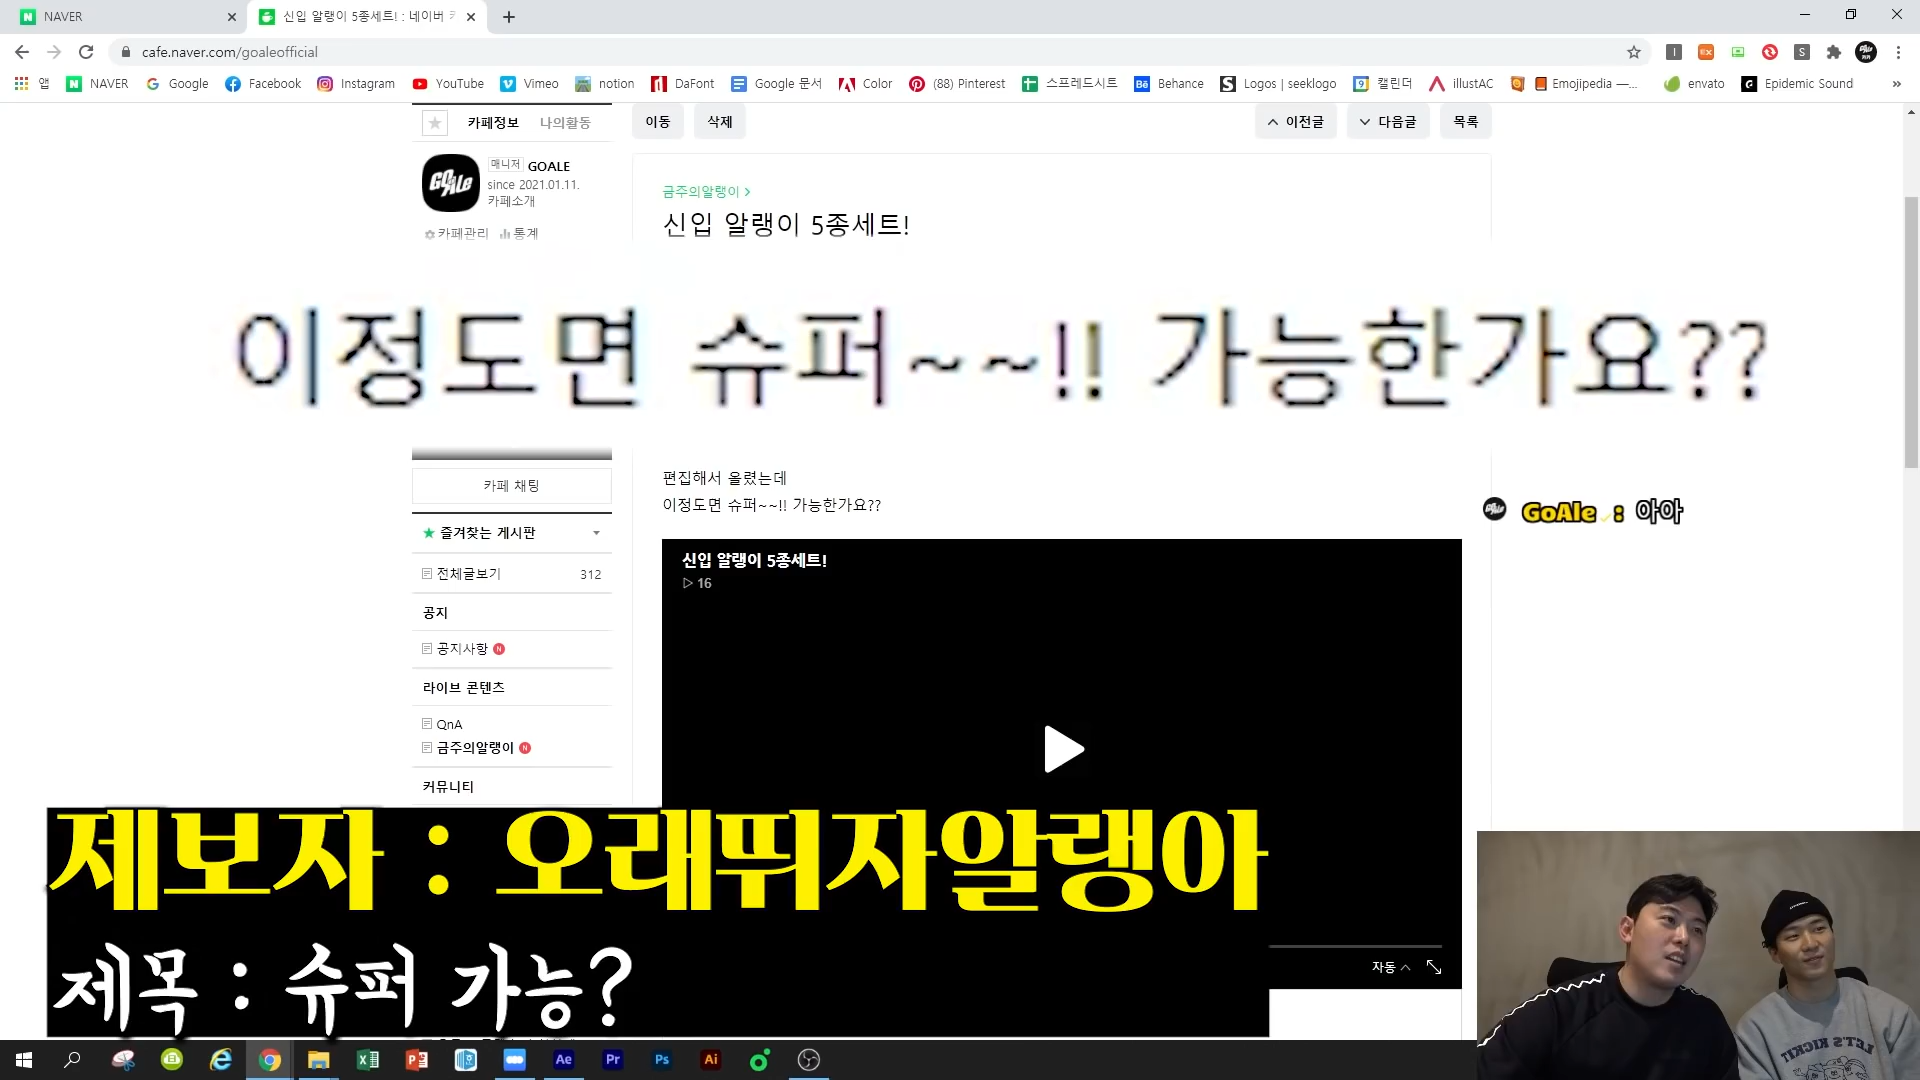 NAVER
신입 알랭이 5종세트! : 네이버 카
cafe.naver.com/goaleofficial
앱 NAVER Google Facebook Instagram YouTube Vimeo notion DaFont Google 문서 Color (88) Pinterest 스프레드시트 Behance Logos | seeklogo 캘린더 illustAC Emojipedia —... envato Epidemic Sound »
카페정보 나의활동
이동 삭제 이전글 다음글 목록
매니저 GOALE
since 2021.01.11.
카페소개
카페관리 통계
금주의알랭이 >
신입 알랭이 5종세트!
이정도면 슈퍼~~!! 가능한가요??
편집해서 올렸는데
이정도면 슈퍼~~!! 가능한가요??
카페 채팅
즐겨찾는 게시판
전체글보기 312
공지
공지사항 N
라이브 콘텐츠
QnA
금주의알랭이 N
커뮤니티
신입 알랭이 5종세트!
16
GoAle : 아아
제보자 : 오래뛰자알랭아
제목 : 슈퍼 가능?
자동
LET'S KICKIT
Ae Pr Ps Ai